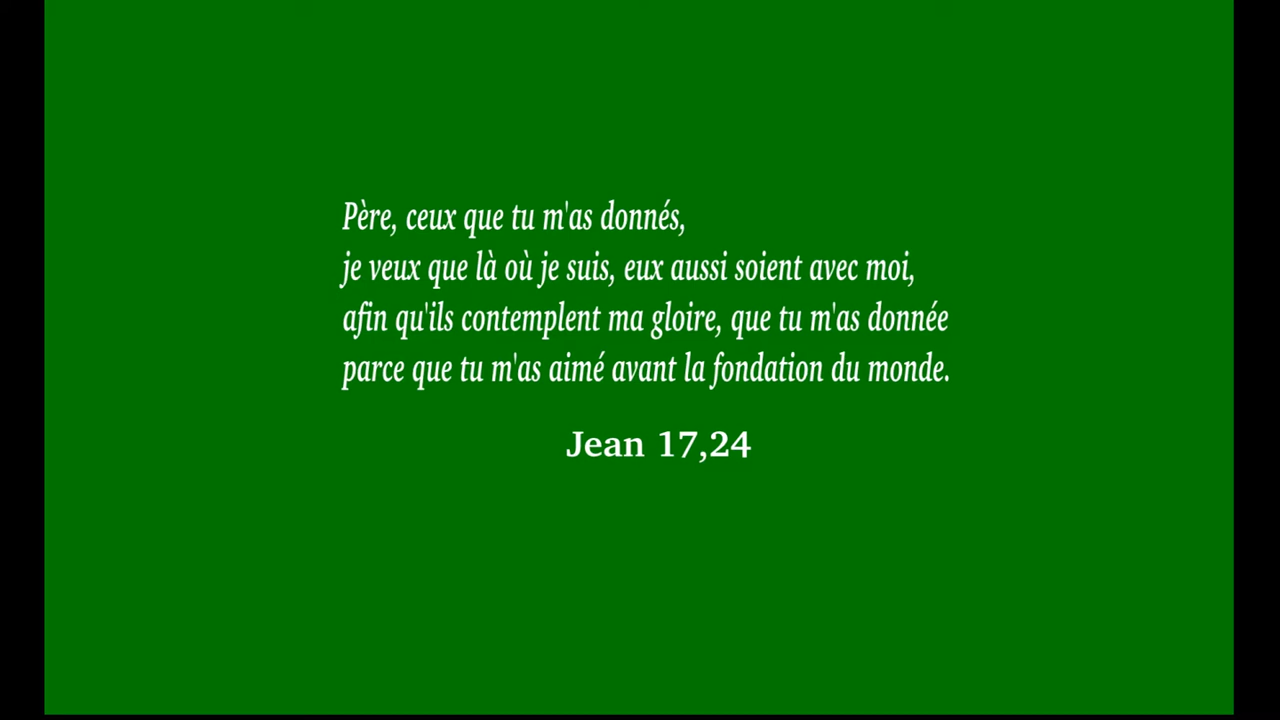 Père, ceux que tu m'as donnés,
je veux que là où je suis, eux aussi soient avec moi,
afin qu'ils contemplent ma gloire, que tu m'as donnée
parce que tu m'as aimé avant la fondation du monde.
Jean 17,24